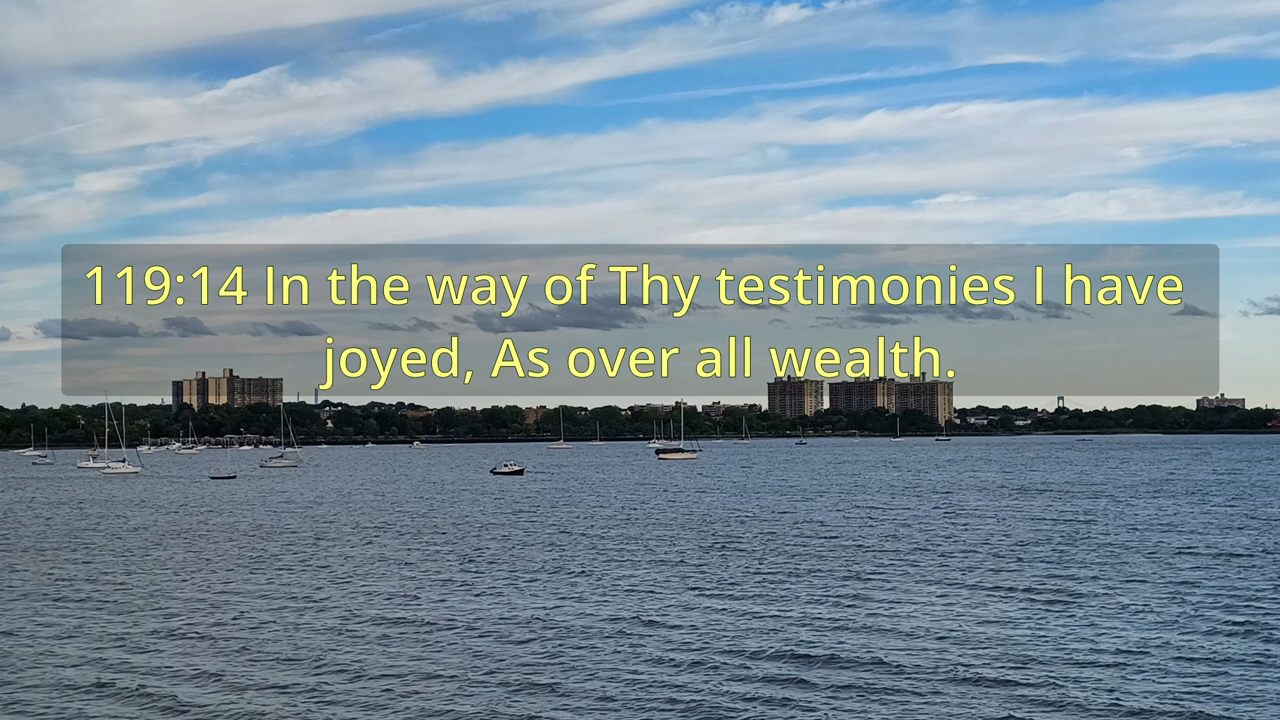 119:14 In the way of Thy testimonies I have
joyed, As over all wealth.